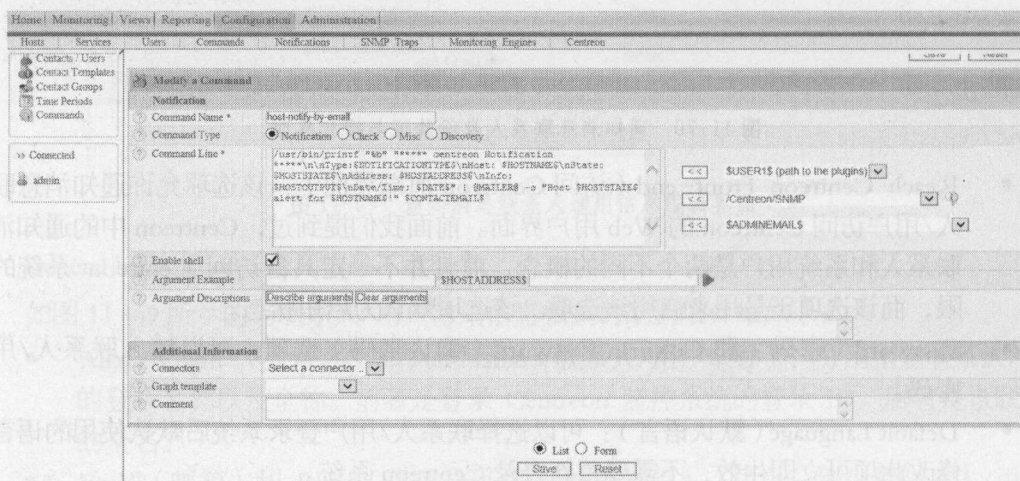 Home Monitoring Views Reporting Configuration Administration
Hosts Services Users Commands Notifications SNMP Traps Monitoring Engines Centreon
Contacts / Users
Contact Templates
Contact Groups
Time Periods
Commands
Connected
admin
Modify a Command
Notification
Command Name * host-notify-by-email
Command Type Notification Check Misc Discovery
Command Line *
/usr/bin/printf "%b" "***** centreon Notification
*****\n\nType:$NOTIFICATIONTYPE$\nHost: $HOSTNAME$\nState:
$HOSTSTATE$\nAddress: $HOSTADDRESS$\nInfo:
$HOSTOUTPUT$\nDate/Time: $DATE$" | @MAILER@ -s "Host $HOSTSTATE$
alert for $HOSTNAME$!" $CONTACTEMAIL$
<< $USER1$ (path to the plugins)
<< /Centreon/SNMP
<< $ADMINEMAIL$
Enable shell
Argument Example $HOSTADDRESS$
Argument Descriptions Describe arguments Clear arguments
Additional Information
Connectors Select a connector...
Graph template
Comment
List Form
Save Reset